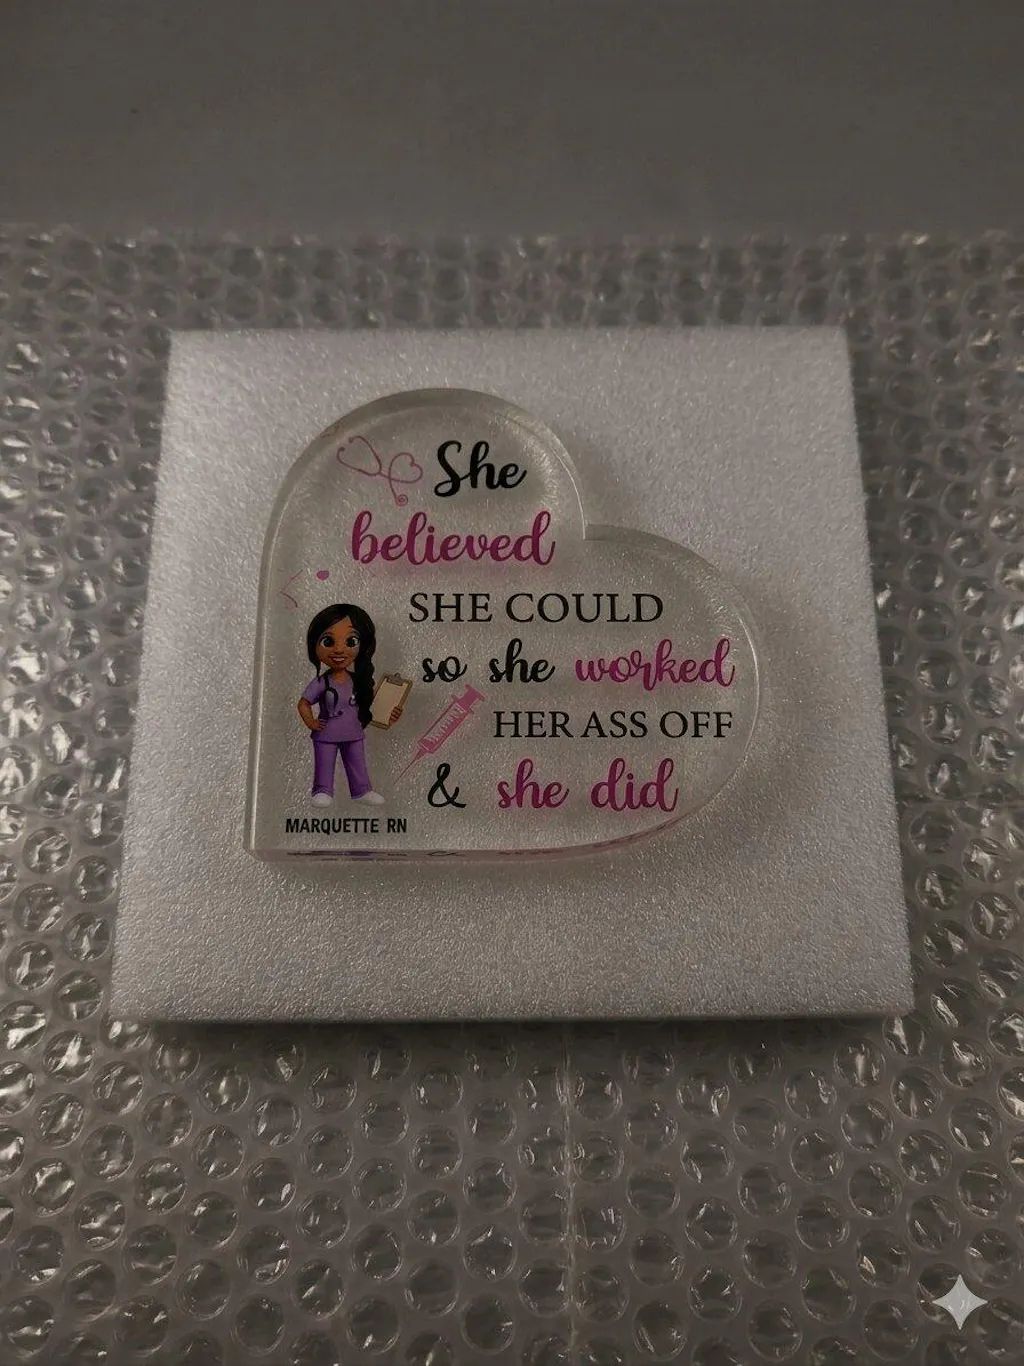 She
believed
SHE COULD
so she worked
HER ASS OFF
& she did
MARQUETTE RN